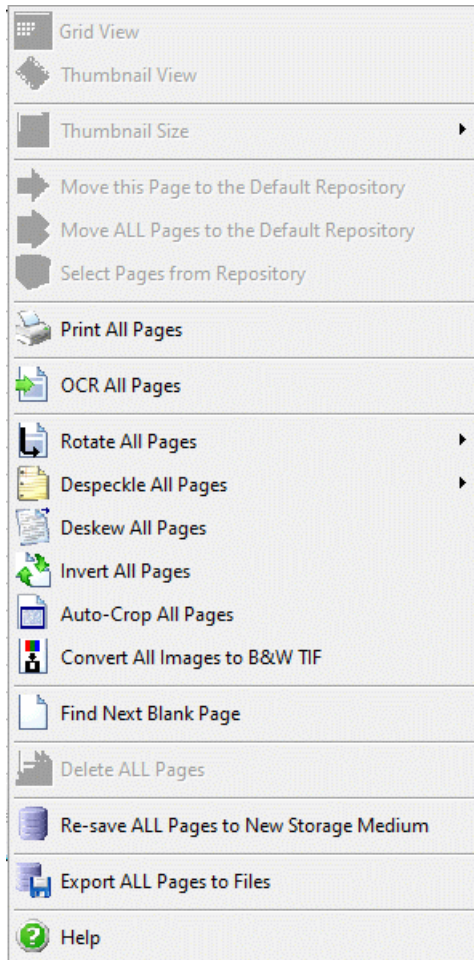 Grid View
Thumbnail View
Thumbnail Size
Move this Page to the Default Repository
Move ALL Pages to the Default Repository
Select Pages from Repository
Print All Pages
OCR All Pages
Rotate All Pages
Despeckle All Pages
Deskew All Pages
Invert All Pages
Auto-Crop All Pages
Convert All Images to B&W TIF
Find Next Blank Page
Delete ALL Pages
Re-save ALL Pages to New Storage Medium
Export ALL Pages to Files
Help